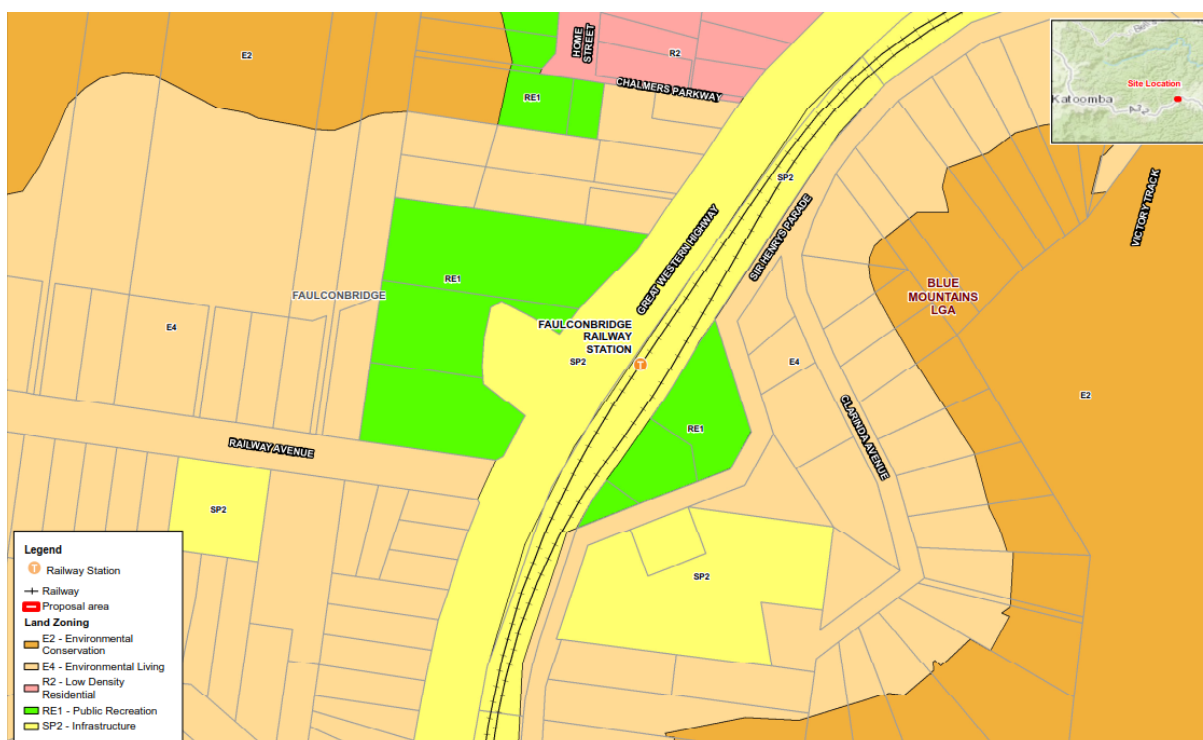 E2
HOME
STREET
R2
CHALMERS PARKWAY
RE1
Site Location
Katoomba
SP2
VICTORY TRACK
GREAT WESTERN HIGHWAY
SIR HENRYS PARADE
RE1
FAULCONBRIDGE
BLUE
MOUNTAINS
LGA
E4
FAULCONBRIDGE
RAILWAY
STATION
SP2
T
E4
E2
CLARINDA AVENUE
RE1
RAILWAY AVENUE
SP2
SP2
Legend
T Railway Station
Railway
Proposal area
Land Zoning
E2 - Environmental
Conservation
E4 - Environmental Living
R2 - Low Density
Residential
RE1 - Public Recreation
SP2 - Infrastructure